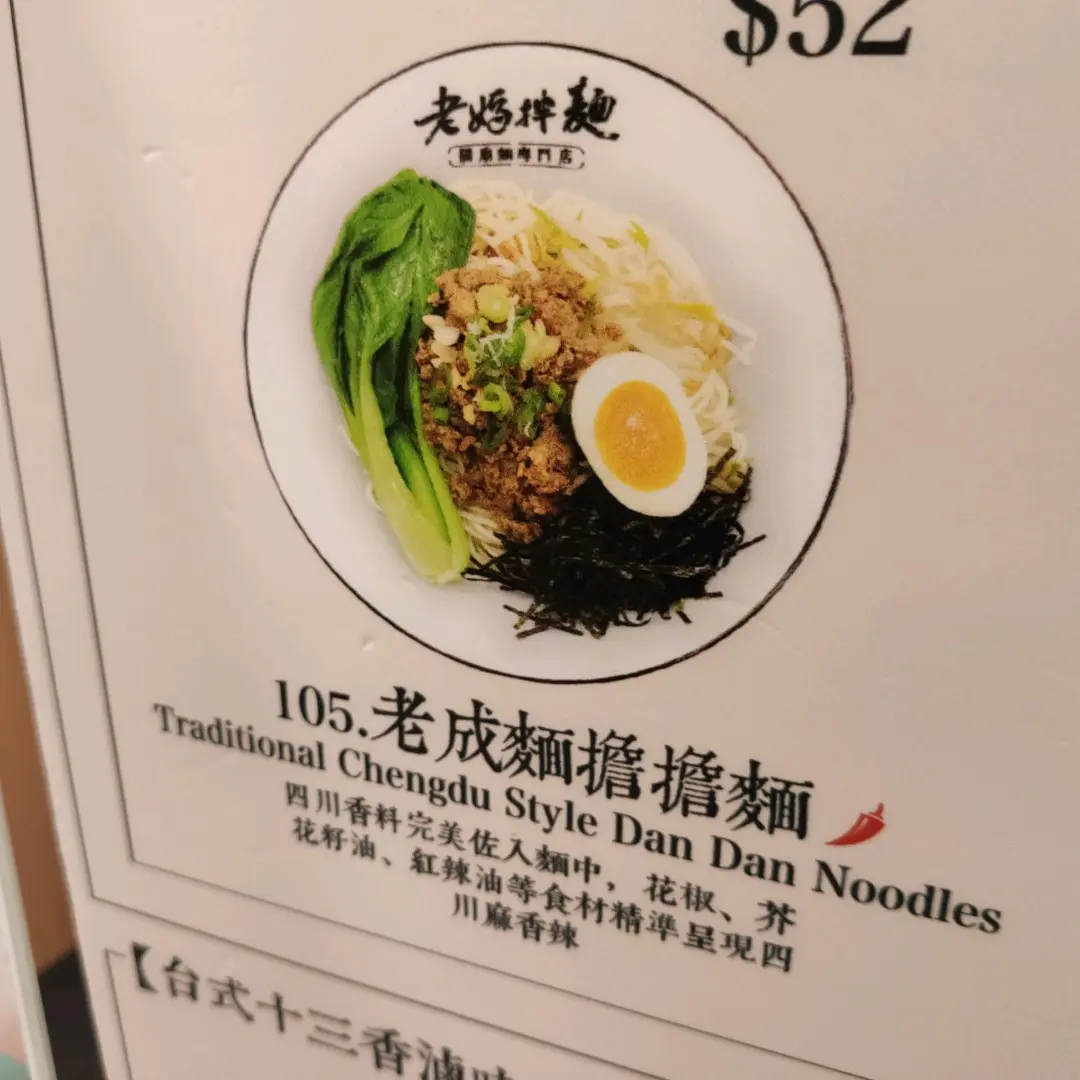 $52
老媽拌麵
關廟麵專門店
105.老成麵擔擔麵
Traditional Chengdu Style Dan Dan Noodles
四川香料完美佐入麵中，花椒、芥
花籽油、紅辣油等食材精準呈現四
川麻香辣
【台式十三香滷味